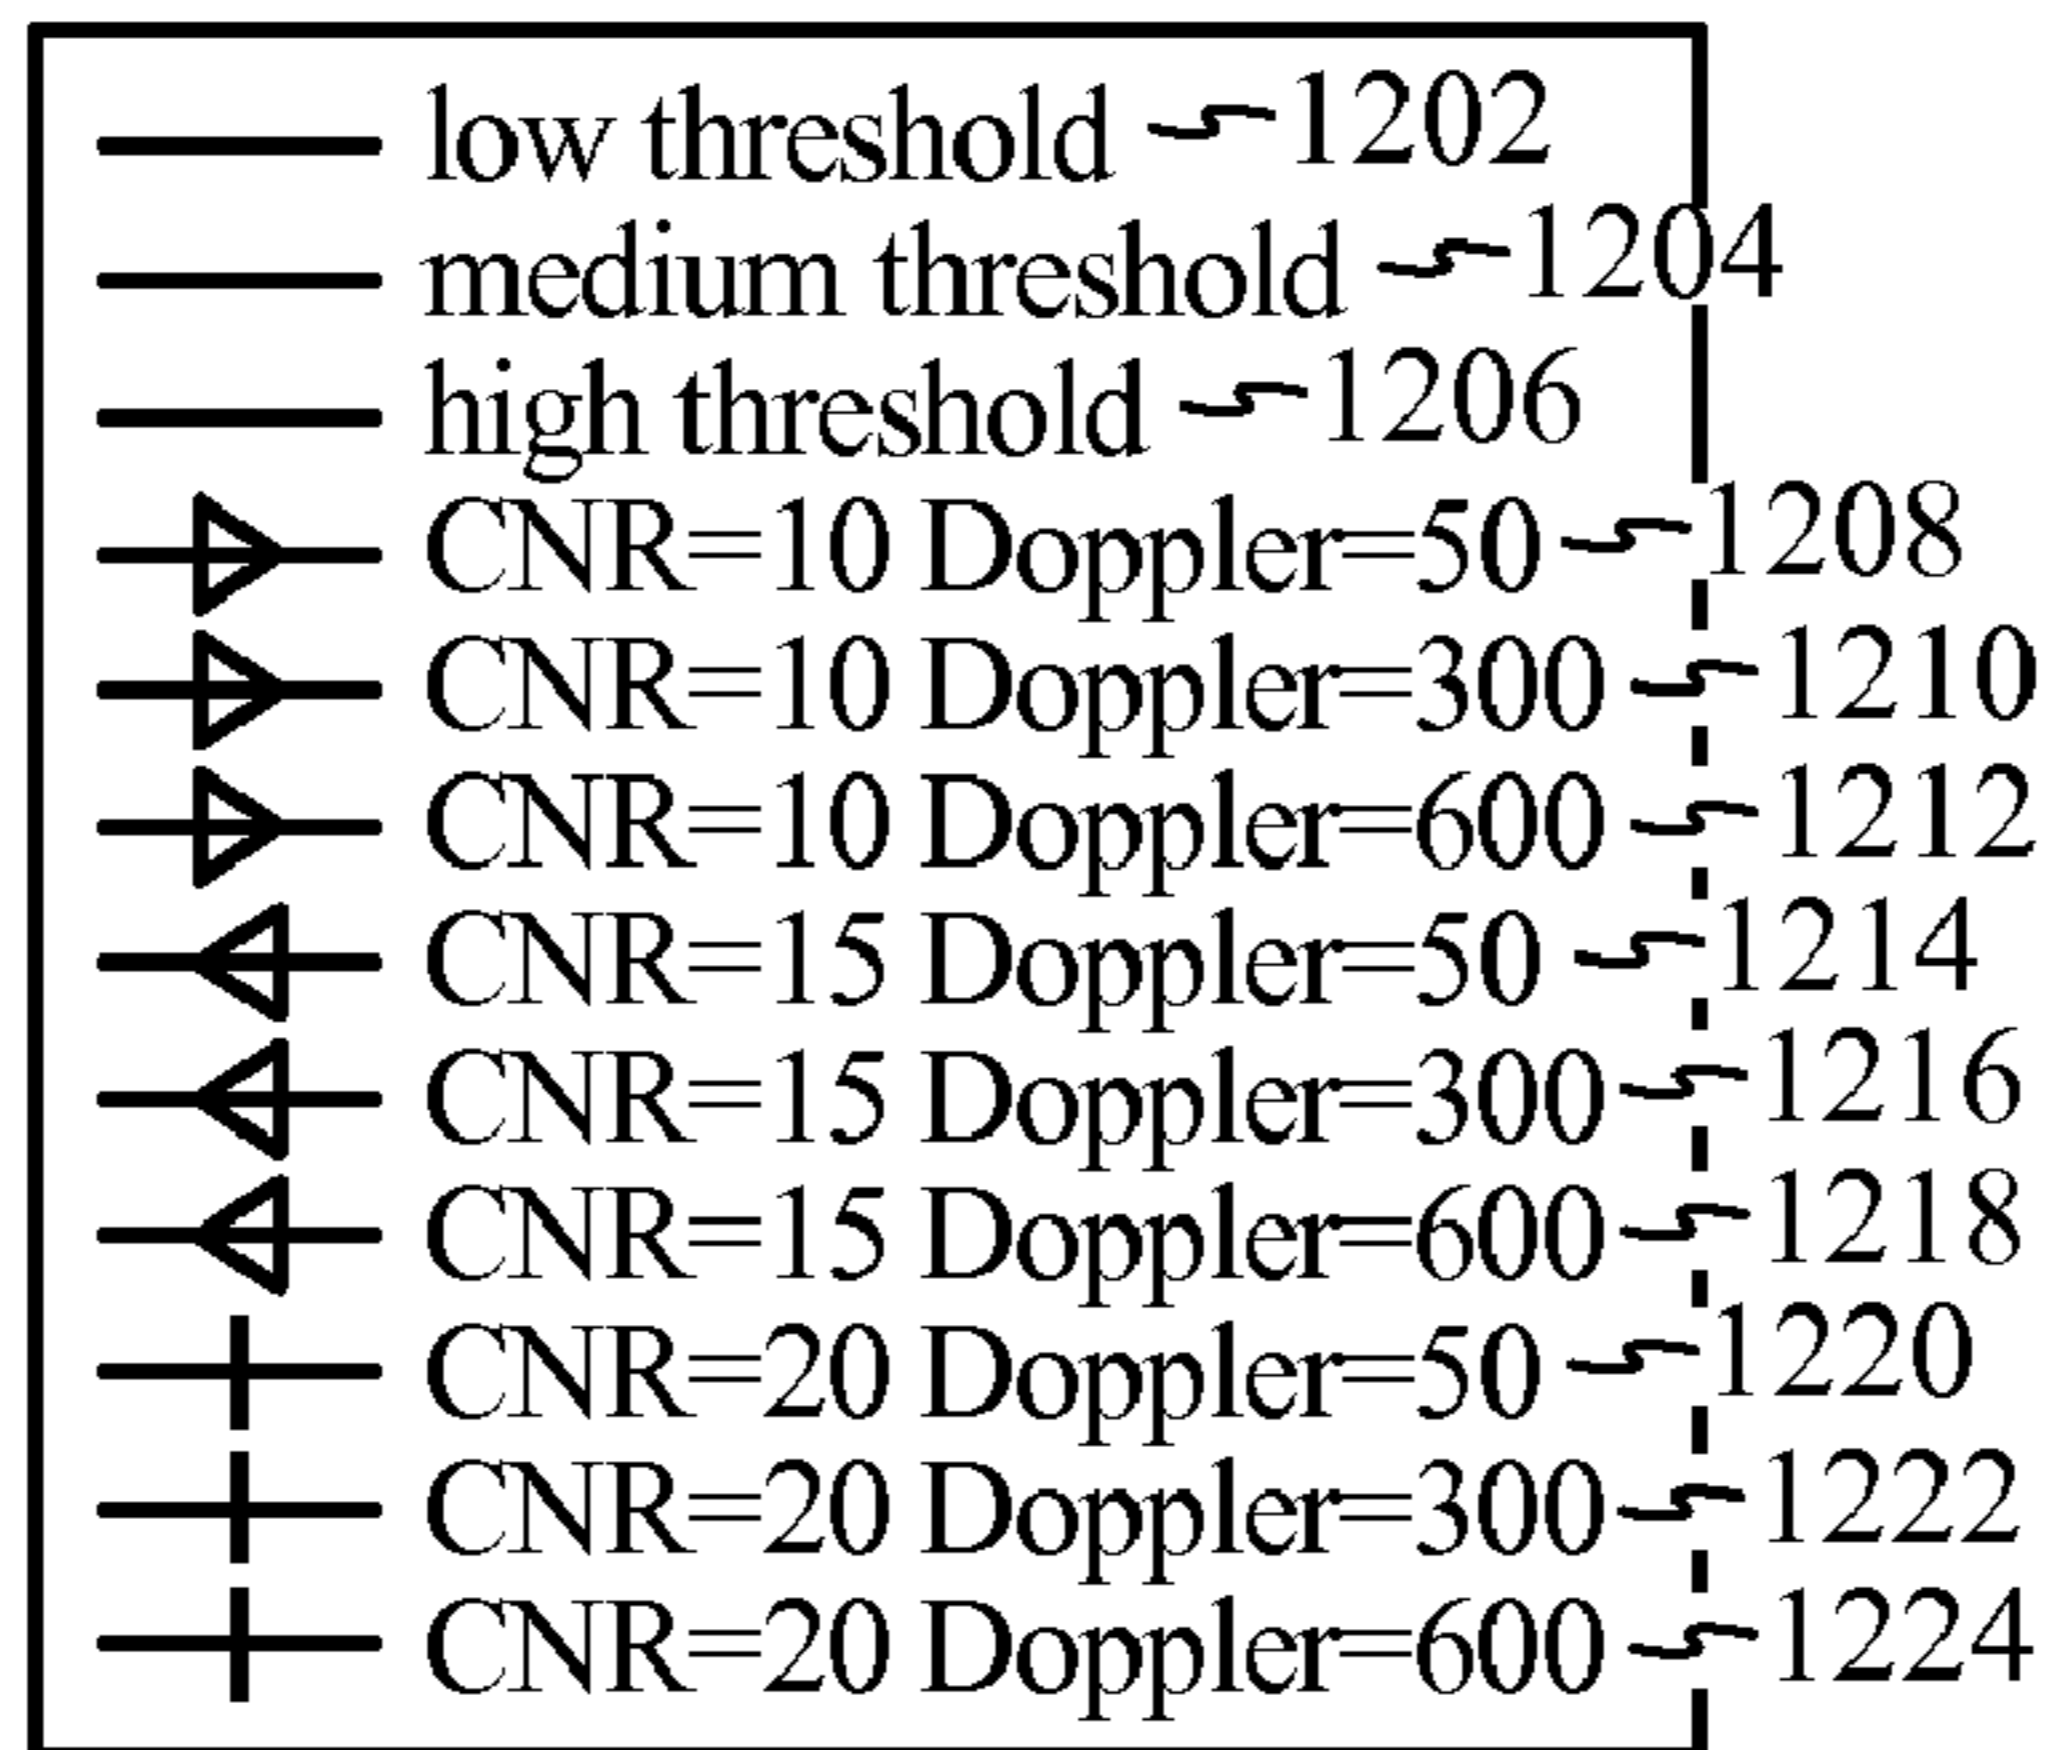 low threshold 1202
medium threshold 1204
high threshold 1206
CNR=10 Doppler=50 1208
CNR=10 Doppler=300 1210
CNR=10 Doppler=600 1212
CNR=15 Doppler=50 1214
CNR=15 Doppler=300 1216
CNR=15 Doppler=600 1218
CNR=20 Doppler=50 1220
CNR=20 Doppler=300 1222
CNR=20 Doppler=600 1224